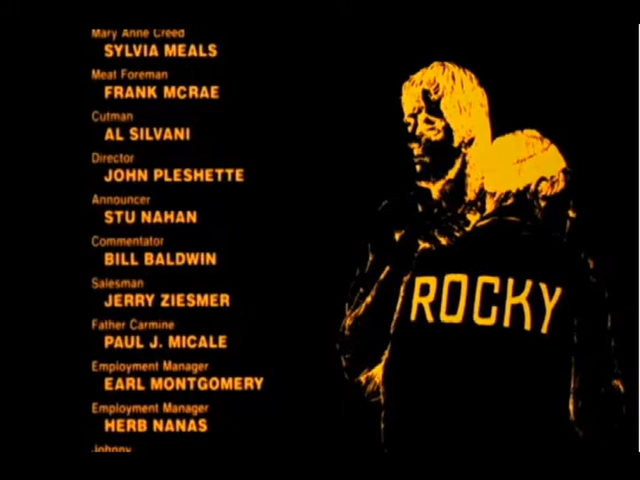 Mary Anne Creed
SYLVIA MEALS
Meat Foreman
FRANK MCRAE
Cutman
AL SILVANI
Director
JOHN PLESHETTE
Announcer
STU NAHAN
Commentator
BILL BALDWIN
Salesman
JERRY ZIESMER
Father Carmine
PAUL J. MICALE
Employment Manager
EARL MONTGOMERY
Employment Manager
HERB NANAS
Johnny
ROCKY